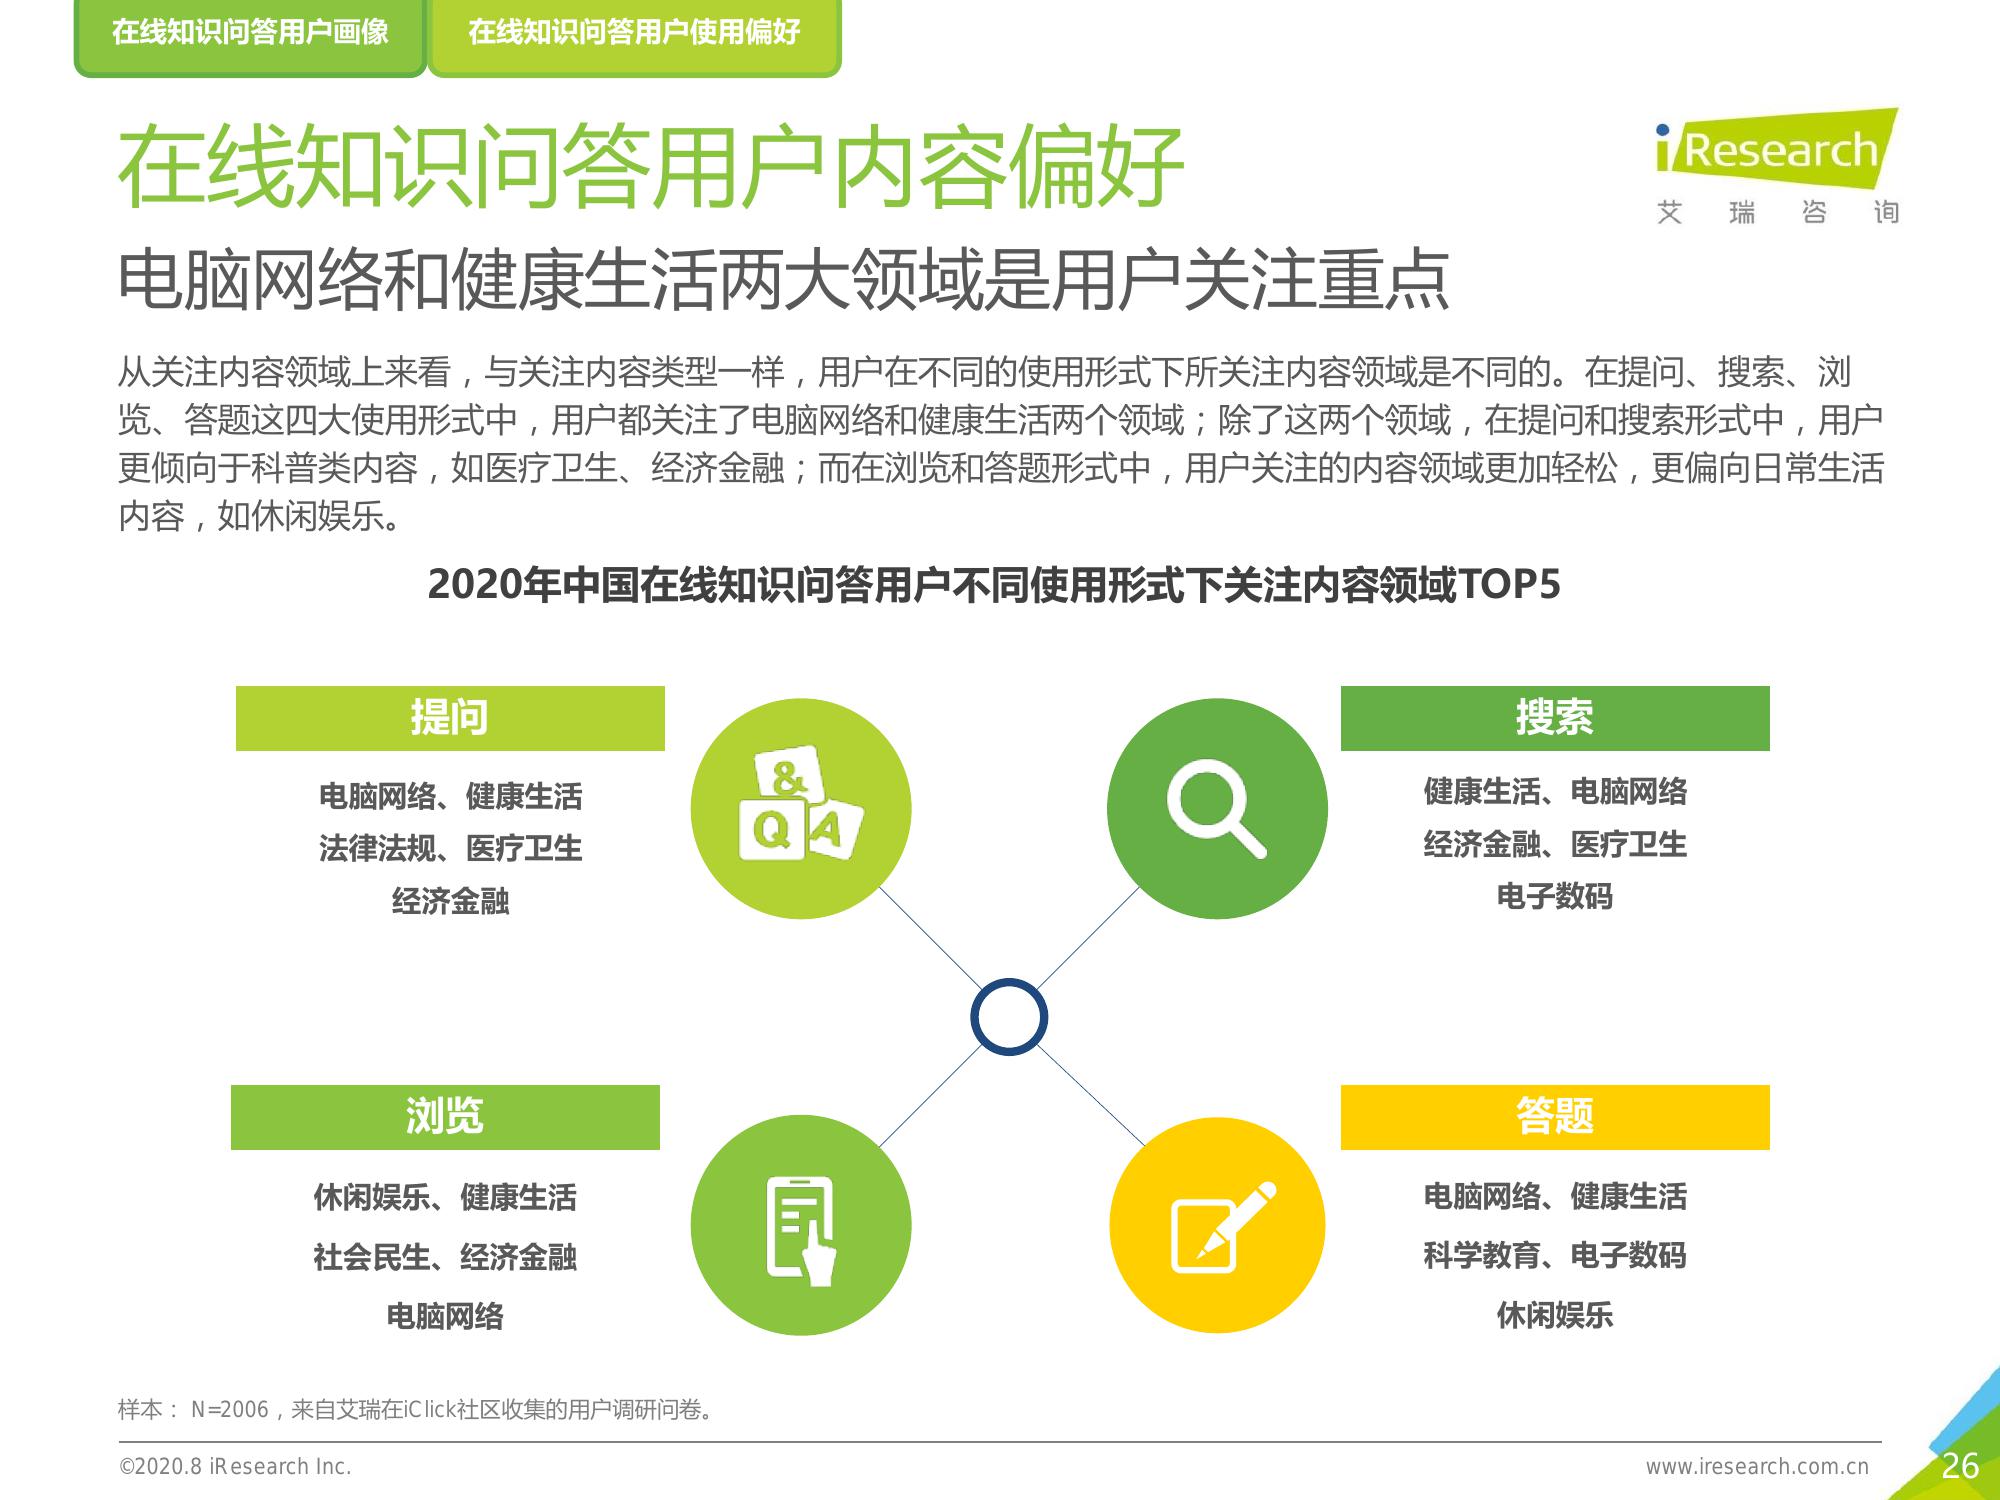 在线知识问答用户画像
在线知识问答用户使用偏好
在线知识问答用户内容偏好
iResearch
艾瑞咨询
电脑网络和健康生活两大领域是用户关注重点
从关注内容领域上来看，与关注内容类型一样，用户在不同的使用形式下所关注内容领域是不同的。在提问、搜索、浏
览、答题这四大使用形式中，用户都关注了电脑网络和健康生活两个领域；除了这两个领域，在提问和搜索形式中，用户
更倾向于科普类内容，如医疗卫生、经济金融；而在浏览和答题形式中，用户关注的内容领域更加轻松，更偏向日常生活
内容，如休闲娱乐。
2020年中国在线知识问答用户不同使用形式下关注内容领域TOP5
提问
电脑网络、健康生活
法律法规、医疗卫生
经济金融
&
Q A
搜索
健康生活、电脑网络
经济金融、医疗卫生
电子数码
浏览
休闲娱乐、健康生活
社会民生、经济金融
电脑网络
答题
电脑网络、健康生活
科学教育、电子数码
休闲娱乐
样本：N=2006，来自艾瑞在iClick社区收集的用户调研问卷。
©2020.8 iResearch Inc.
www.iresearch.com.cn
26